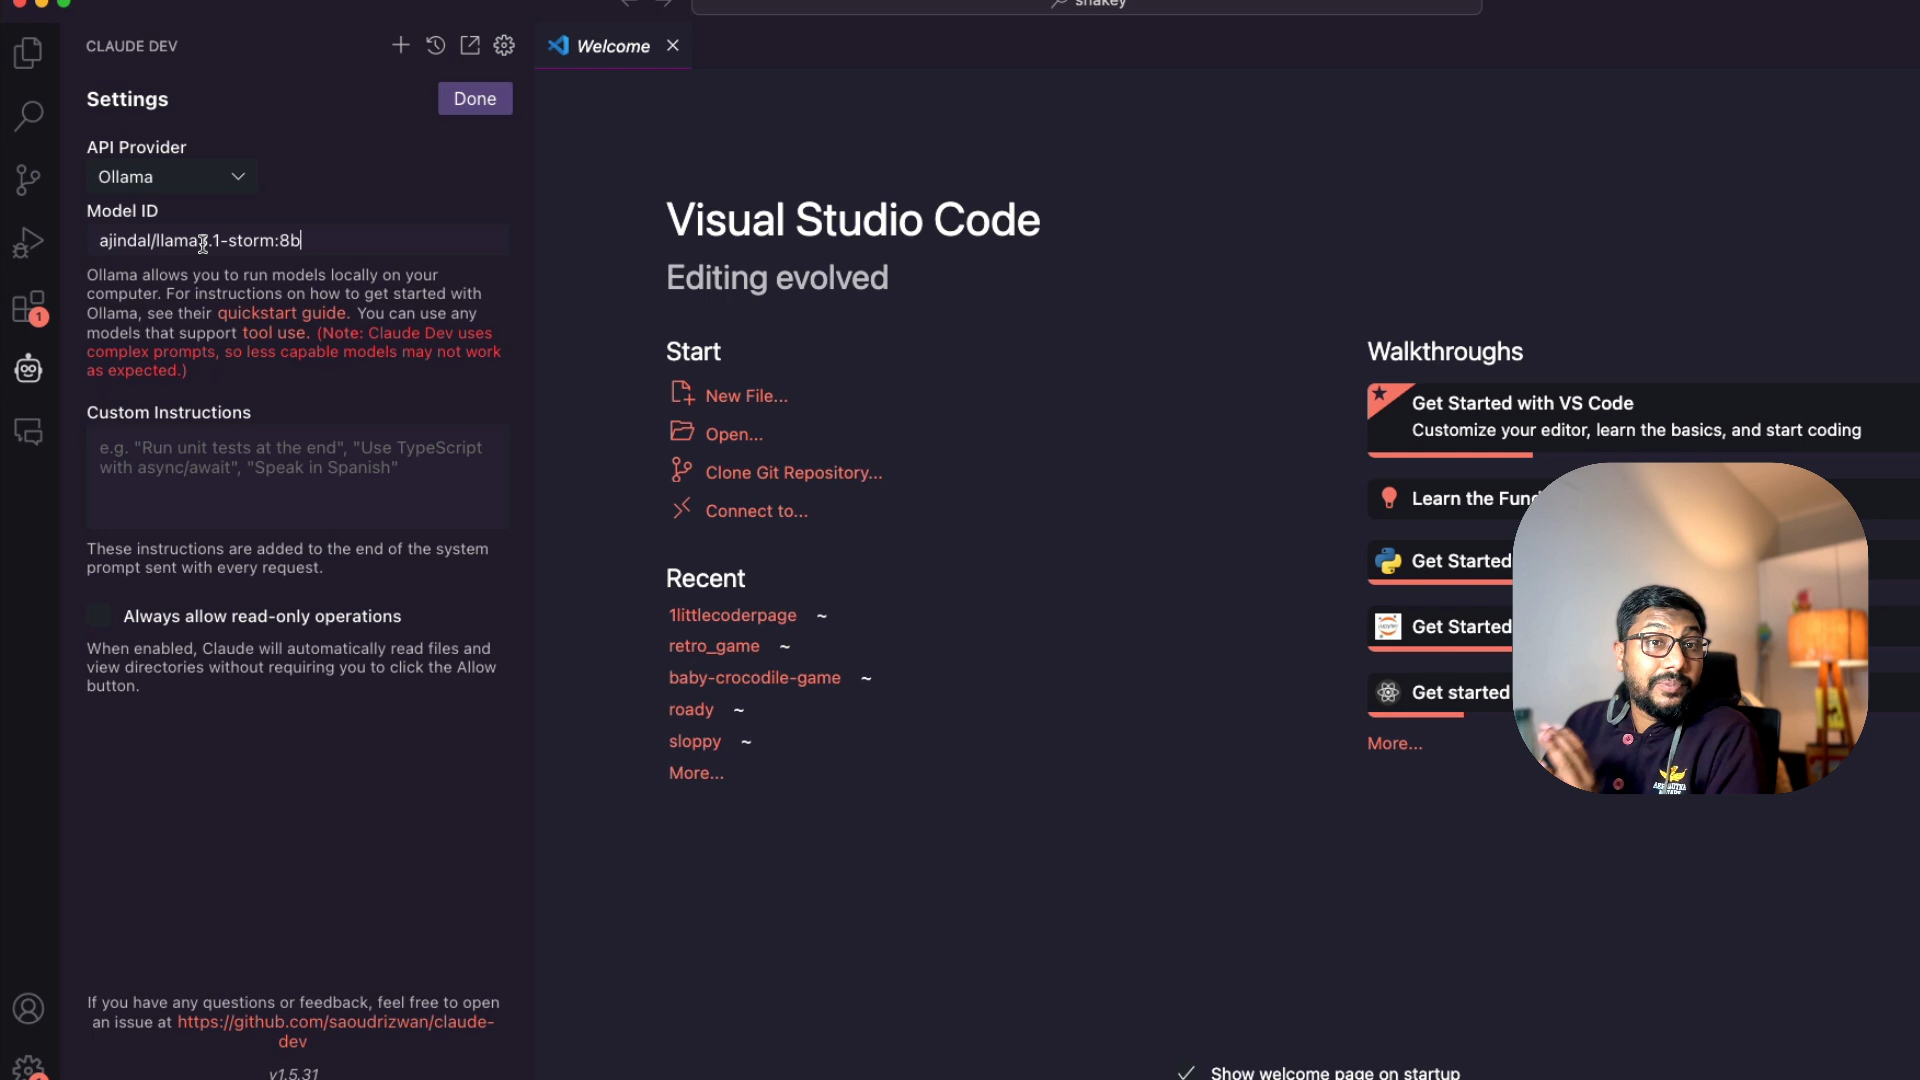 shakey
CLAUDE DEV
Welcome
Settings
Done
API Provider
Ollama
Model ID
ajindal/llama3.1-storm:8b
Ollama allows you to run models locally on your
computer. For instructions on how to get started with
Ollama, see their quickstart guide. You can use any
models that support tool use. (Note: Claude Dev uses
complex prompts, so less capable models may not work
as expected.)
Custom Instructions
e.g. "Run unit tests at the end", "Use TypeScript
with async/await", "Speak in Spanish"
These instructions are added to the end of the system
prompt sent with every request.
Always allow read-only operations
When enabled, Claude will automatically read files and
view directories without requiring you to click the Allow
button.
If you have any questions or feedback, feel free to open
an issue at https://github.com/saoudrizwan/claude-
dev
v1.5.31
1
Visual Studio Code
Editing evolved
Start
New File...
Open...
Clone Git Repository...
Connect to...
Recent
1littlecoderpage ~
retro_game ~
baby-crocodile-game ~
roady ~
sloppy ~
More...
Walkthroughs
Get Started with VS Code
Customize your editor, learn the basics, and start coding
Learn the
Get Started
Get Started
Get started
More...
Show welcome page on startup